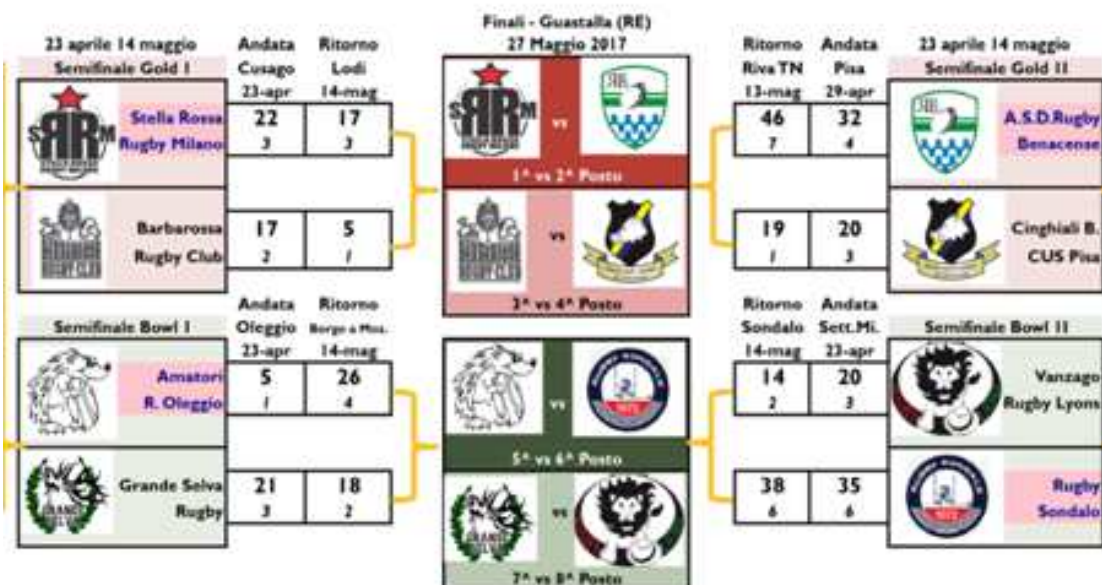 Finali - Guastalla (RE)
27 Maggio 2017
23 aprile 14 maggio
Semifinale Gold I
Andata
Cusago
23-apr
Ritorno
Lodi
14-mag
Stella Rossa
Rugby Milano
22
3
17
3
Barbarossa
Rugby Club
17
2
5
1
vs
1^ vs 2^ Posto
vs
3^ vs 4^ Posto
Ritorno
Riva TN
13-mag
Andata
Pisa
29-apr
23 aprile 14 maggio
Semifinale Gold II
46
7
32
4
A.S.D.Rugby
Benacense
19
1
20
3
Cinghiali B.
CUS Pisa
Semifinale Bowl I
Andata
Oleggio
23-apr
Ritorno
14-mag
Amatori
R. Oleggio
5
1
26
4
Grande Selva
Rugby
21
3
18
2
vs
5^ vs 6^ Posto
vs
7^ vs 8^ Posto
Ritorno
Sondalo
14-mag
Andata
Sett.Mi.
23-apr
Semifinale Bowl II
14
2
20
3
Vanzago
Rugby Lyons
38
6
35
6
Rugby
Sondalo